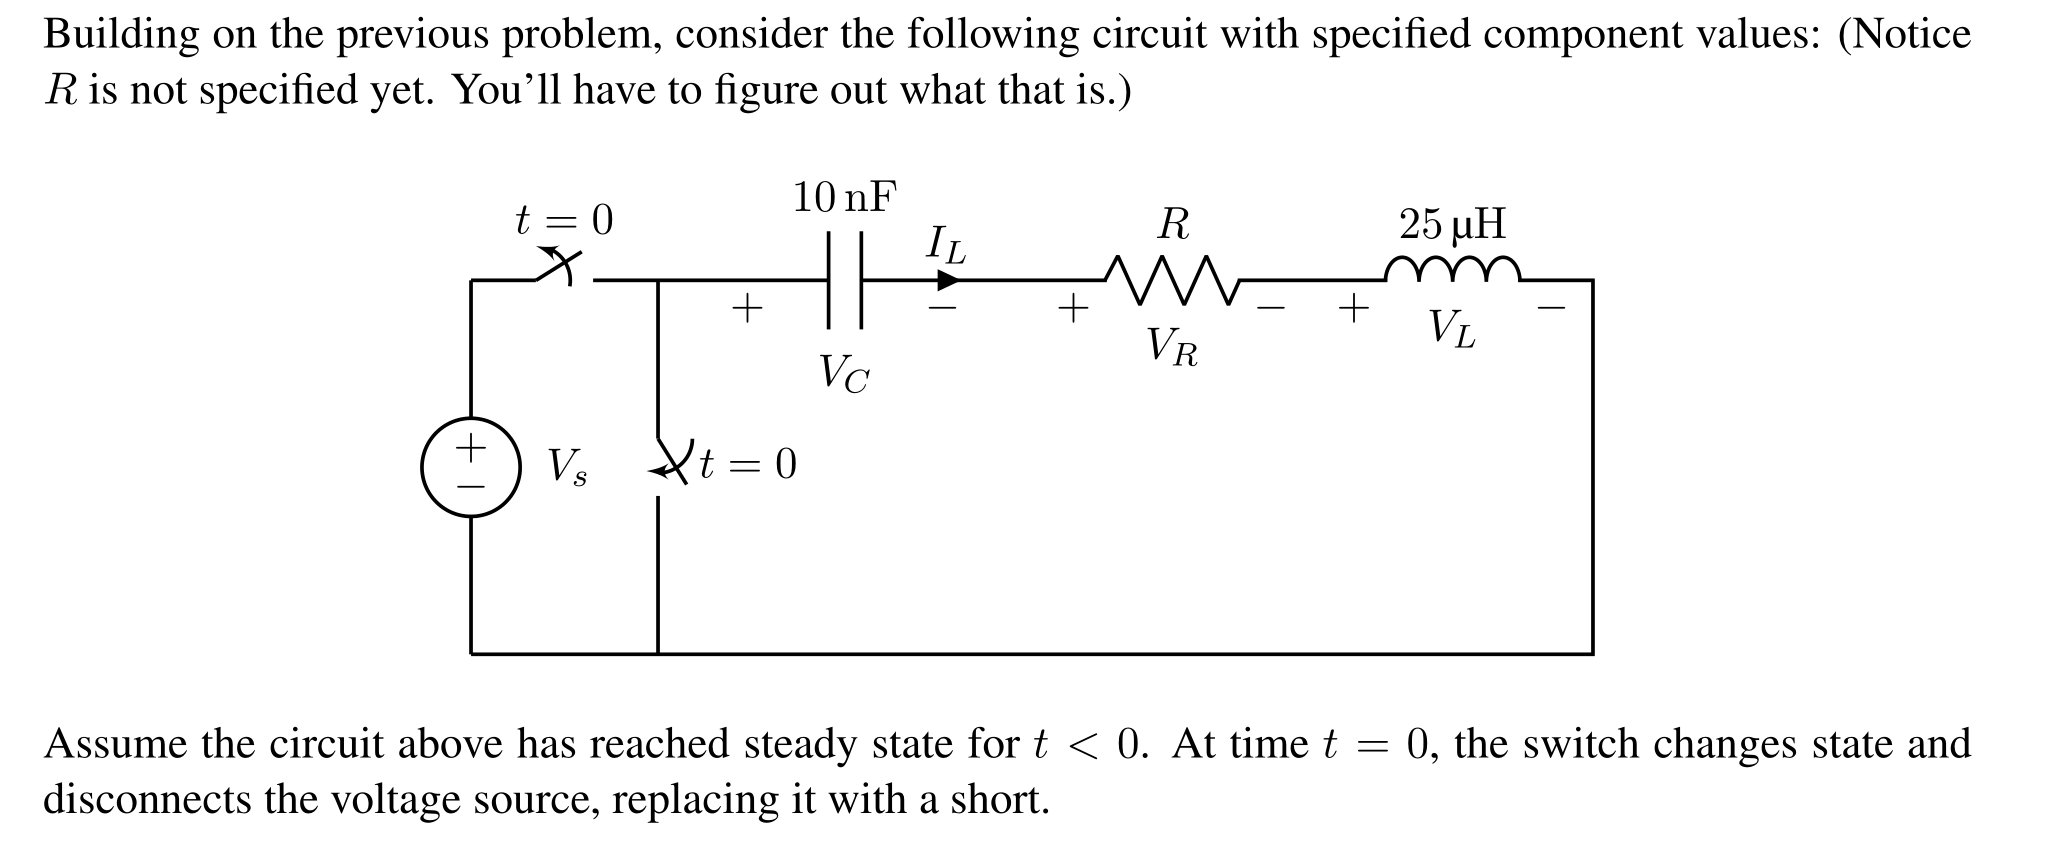 Building on the previous problem, consider the following circuit with specified component values: (Notice
R is not specified yet. You’ll have to figure out what that is.)
10 nF
t = 0
I_L
R
25 µH
+
−
+
−
+
−
V_L
V_R
V_C
+
−
V_s
t = 0
Assume the circuit above has reached steady state for t < 0. At time t = 0, the switch changes state and
disconnects the voltage source, replacing it with a short.